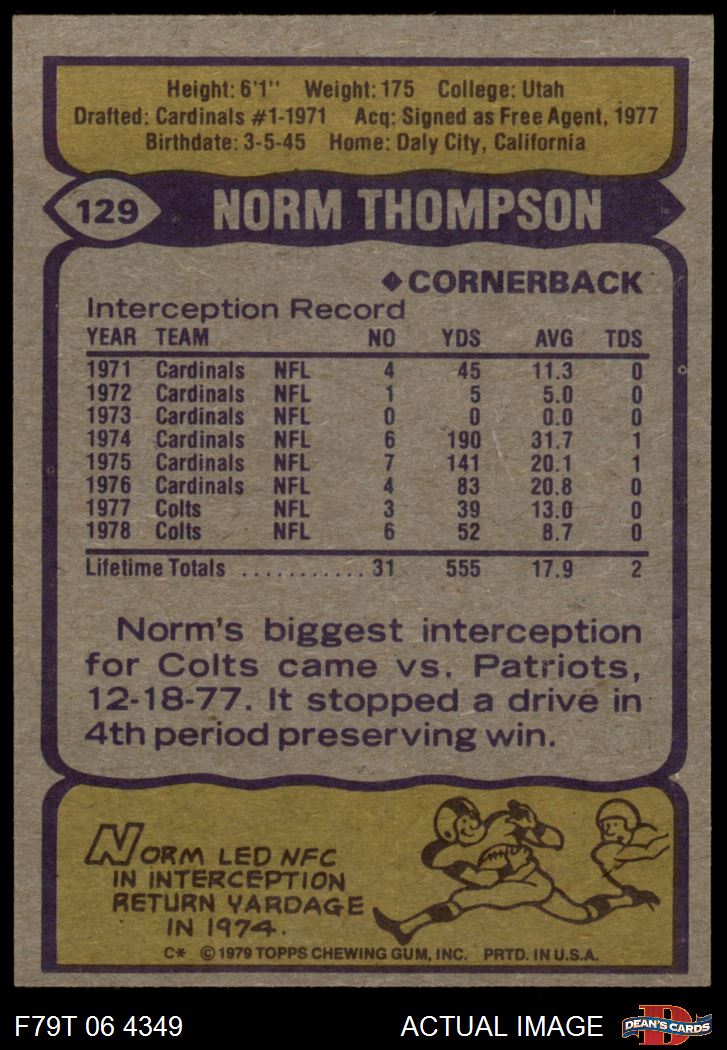 Height: 6'1" Weight: 175 College: Utah
Drafted: Cardinals #1-1971 Acq: Signed as Free Agent, 1977
Birthdate: 3-5-45 Home: Daly City, California
129 NORM THOMPSON
◆CORNERBACK
Interception Record
YEAR TEAM NO YDS AVG TDS
1971 Cardinals NFL 4 45 11.3 0
1972 Cardinals NFL 1 5 5.0 0
1973 Cardinals NFL 0 0 0.0 0
1974 Cardinals NFL 6 190 31.7 1
1975 Cardinals NFL 7 141 20.1 1
1976 Cardinals NFL 4 83 20.8 0
1977 Colts NFL 3 39 13.0 0
1978 Colts NFL 6 52 8.7 0
Lifetime Totals ........... 31 555 17.9 2
Norm's biggest interception
for Colts came vs. Patriots,
12-18-77. It stopped a drive in
4th period preserving win.
NORM LED NFC
IN INTERCEPTION
RETURN YARDAGE
IN 1974.
C* © 1979 TOPPS CHEWING GUM, INC. PRTD. IN U.S.A.
F79T 06 4349 ACTUAL IMAGE D DEAN'S CARDS